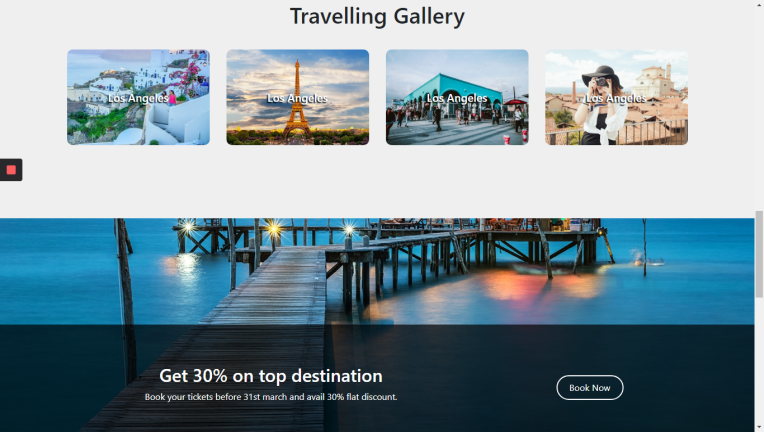 Travelling Gallery
Los Angeles
Los Angeles
Los Angeles
Los Angeles
Get 30% on top destination
Book your tickets before 31st march and avail 30% flat discount.
Book Now